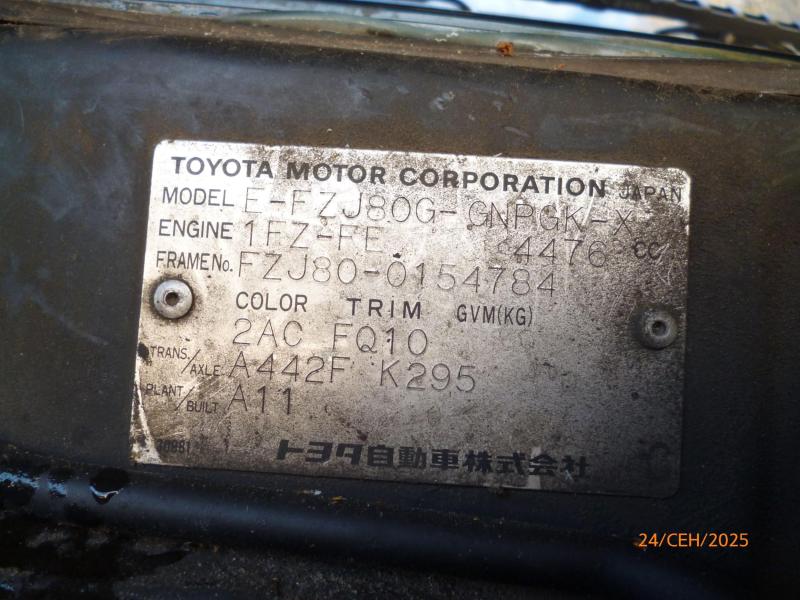 TOYOTA MOTOR CORPORATION JAPAN
MODEL E-FZJ80G-GNPGK-X
ENGINE 1FZ-FE 4476 CC
FRAME No. FZJ80-0154784
COLOR TRIM GVM(KG)
2AC FQ10
TRANS./AXLE A442F K295
PLANT/BUILT A11
トヨタ自動車株式会社
24/СЕН/2025